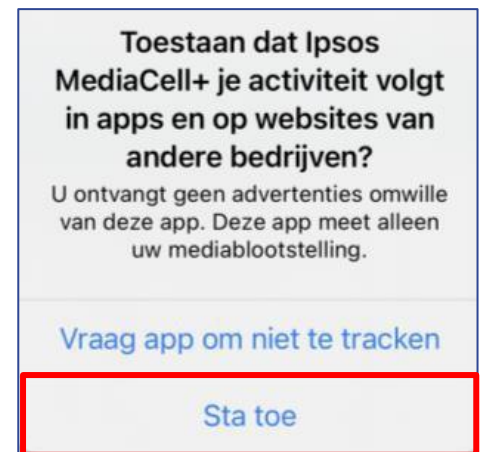 Toestaan dat Ipsos
MediaCell+ je activiteit volgt
in apps en op websites van
andere bedrijven?
U ontvangt geen advertenties omwille
van deze app. Deze app meet alleen
uw mediablootstelling.
Vraag app om niet te tracken
Sta toe